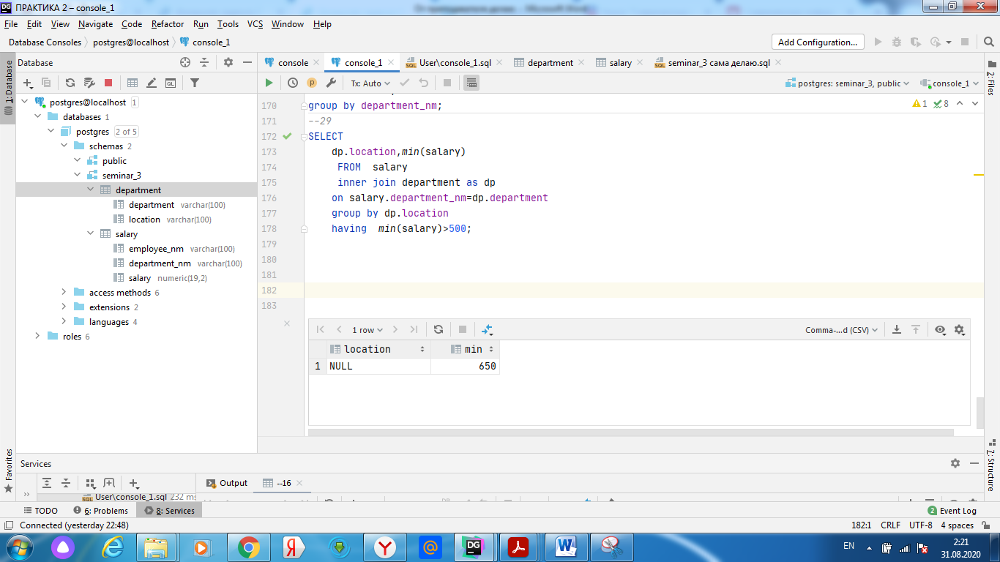 ПРАКТИКА 2 – console_1
File Edit View Navigate Code Refactor Run Tools VCS Window Help
Database Consoles postgres@localhost console_1 Add Configuration...
1: Database
Database
console console_1 User\console_1.sql department salary seminar_3 сама делаю.sql
2: Files
QL Tx: Auto postgres: seminar_3, public console_1
postgres@localhost 1
databases 1
postgres 2 of 5
schemas 2
public
seminar_3
department
department varchar(100)
location varchar(100)
salary
employee_nm varchar(100)
department_nm varchar(100)
salary numeric(19,2)
access methods 6
extensions 2
languages 4
roles 6
1 8
170 group by department_nm;
171 --29
172 SELECT
173 dp.location,min(salary)
174 FROM salary
175 inner join department as dp
176 on salary.department_nm=dp.department
177 group by dp.location
178 having min(salary)>500;
179
180
181
182
183
1 row Comma-...d (CSV)
location min
1 NULL 650
Favorites
7: Structure
Services
Output --16
User\console_1.sql 232 ms
TODO 6: Problems 8: Services 2 Event Log
Connected (yesterday 22:48) 182:1 CRLF UTF-8 4 spaces
EN 2:21
31.08.2020